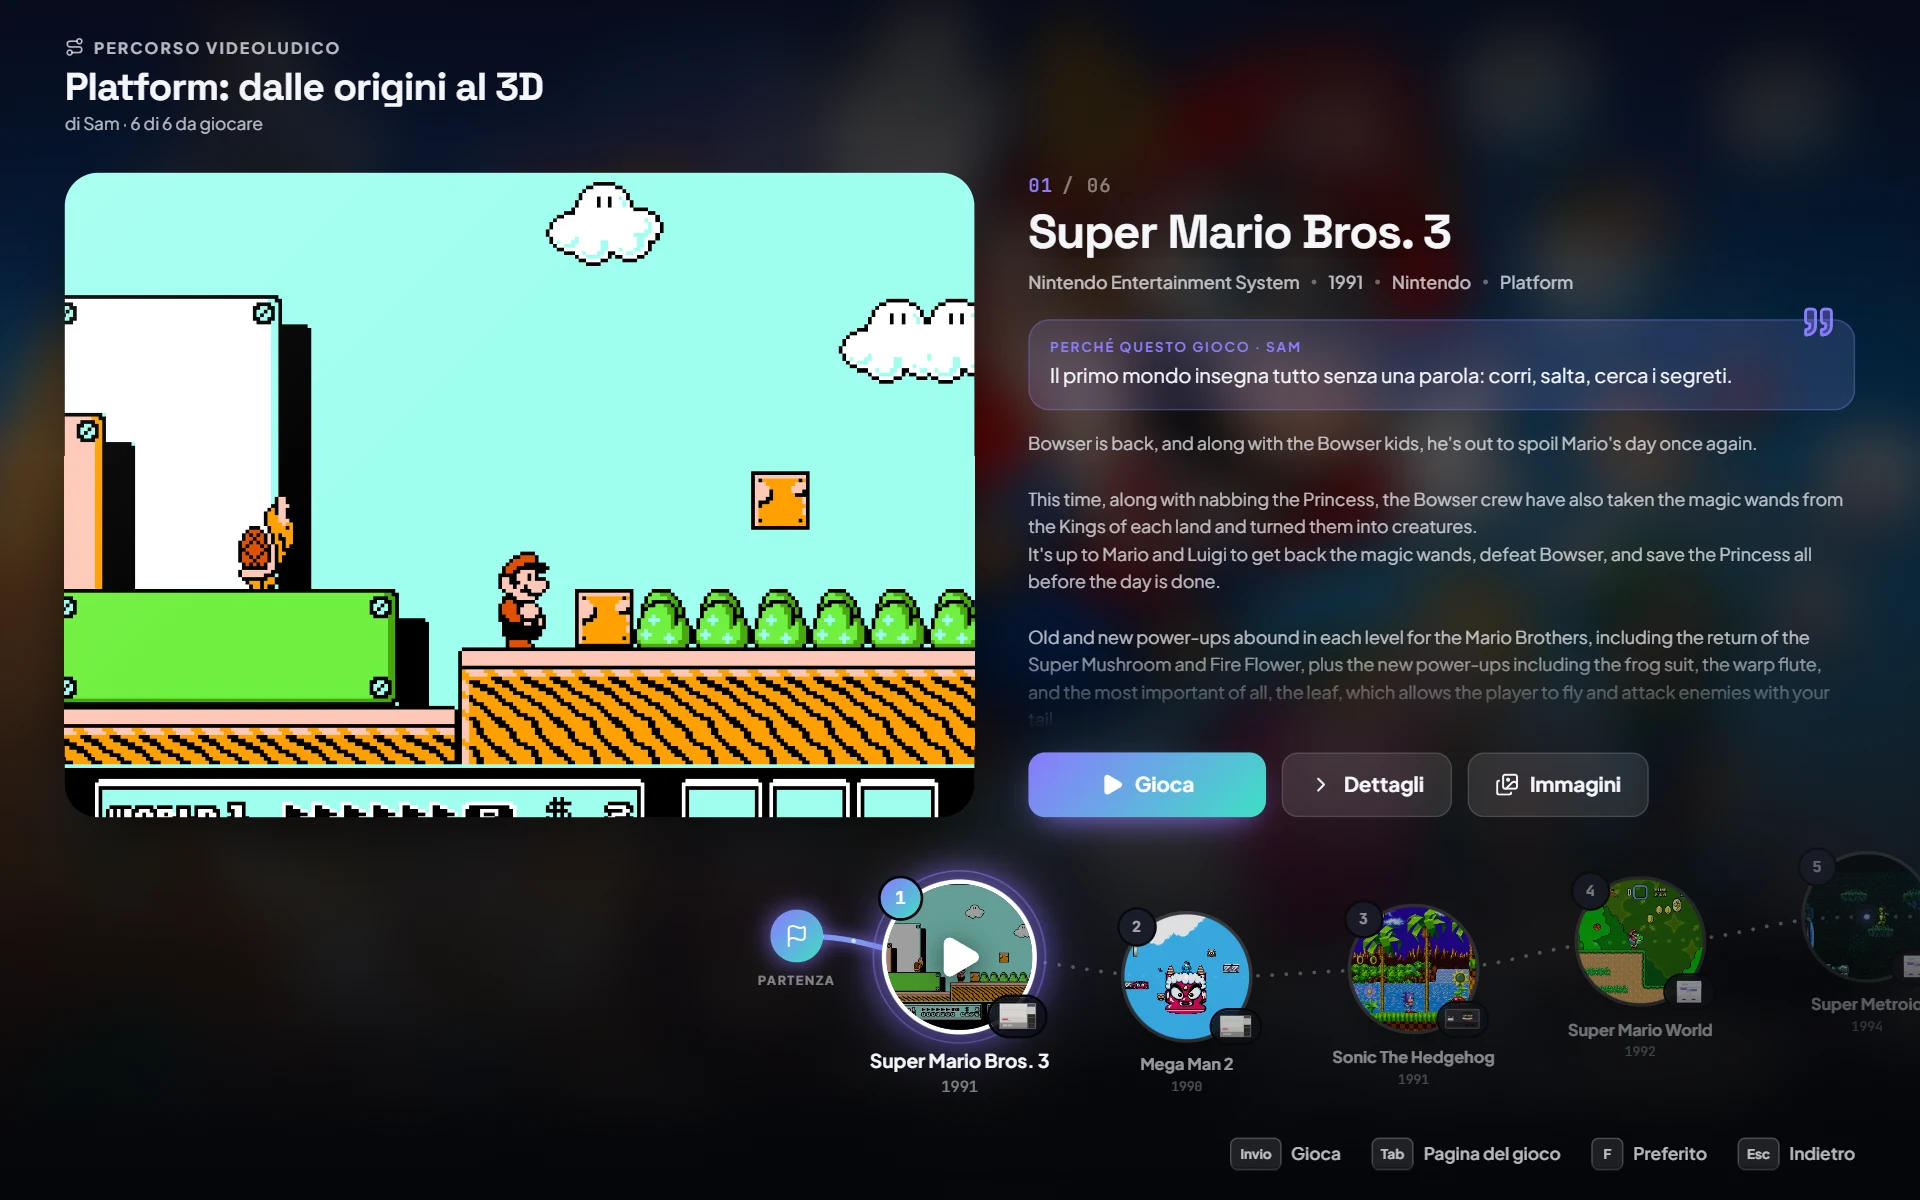 PERCORSO VIDEOLUDICO
Platform: dalle origini al 3D
di Sam · 6 di 6 da giocare
01 / 06
Super Mario Bros. 3
Nintendo Entertainment System • 1991 • Nintendo • Platform
PERCHÉ QUESTO GIOCO · SAM
Il primo mondo insegna tutto senza una parola: corri, salta, cerca i segreti.
Bowser is back, and along with the Bowser kids, he's out to spoil Mario's day once again.
This time, along with nabbing the Princess, the Bowser crew have also taken the magic wands from
the Kings of each land and turned them into creatures.
It's up to Mario and Luigi to get back the magic wands, defeat Bowser, and save the Princess all
before the day is done.
Old and new power-ups abound in each level for the Mario Brothers, including the return of the
Super Mushroom and Fire Flower, plus the new power-ups including the frog suit, the warp flute,
and the most important of all, the leaf, which allows the player to fly and attack enemies with your
tail
Gioca
Dettagli
Immagini
PARTENZA
1
Super Mario Bros. 3
1991
2
Mega Man 2
1990
3
Sonic The Hedgehog
1991
4
Super Mario World
1992
5
Super Metroid
1994
Invio Gioca
Tab Pagina del gioco
F Preferito
Esc Indietro